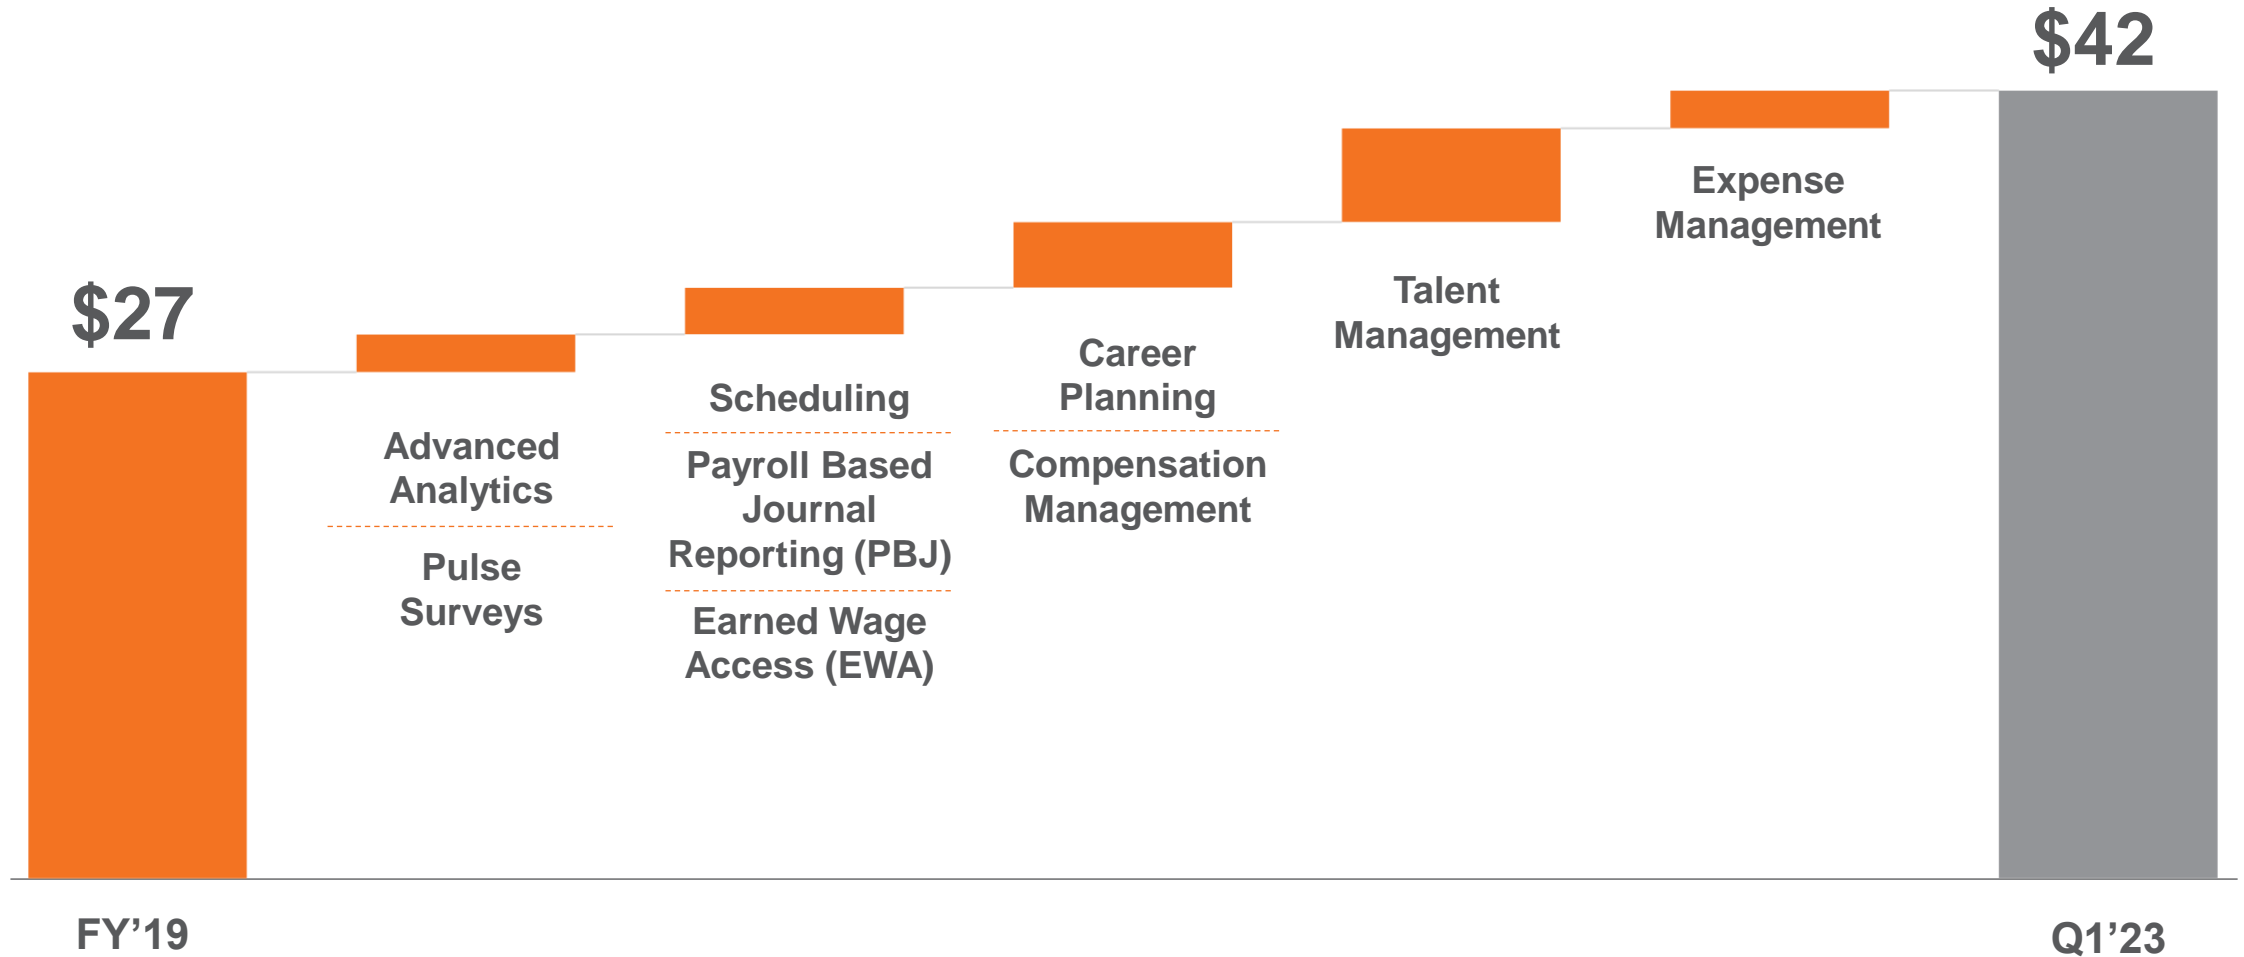 $27
Advanced
Analytics
Pulse
Surveys
Scheduling
Payroll Based
Journal
Reporting (PBJ)
Earned Wage
Access (EWA)
Career
Planning
Compensation
Management
Talent
Management
Expense
Management
$42
FY’19
Q1’23